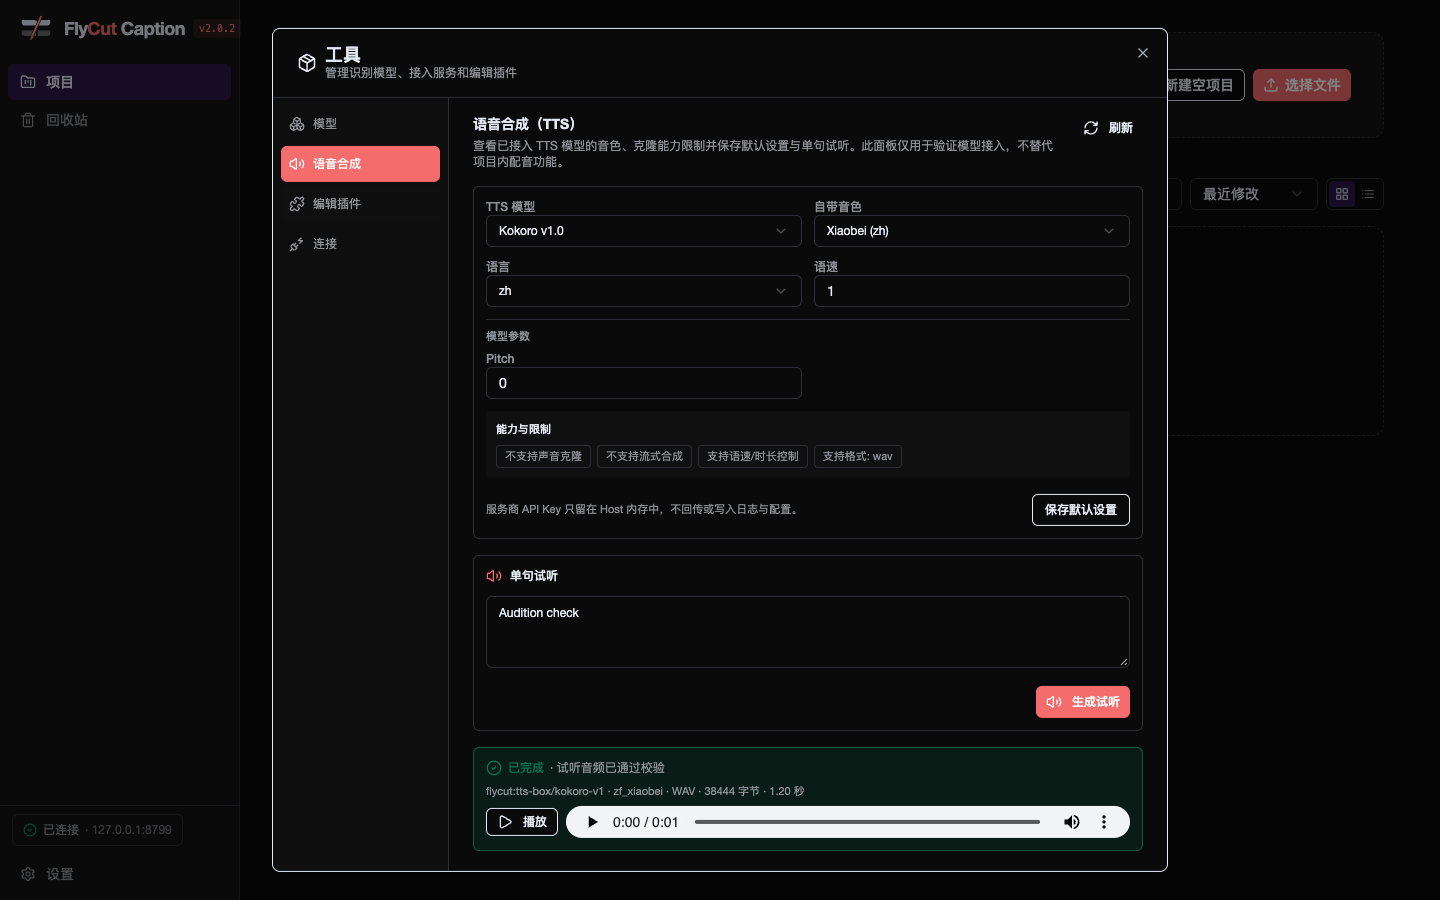 FlyCut Caption v2.0.2
项目
回收站
已连接 · 127.0.0.1:8799
设置
新建空项目
选择文件
最近修改
工具
管理识别模型、接入服务和编辑插件
模型
语音合成
编辑插件
连接
语音合成（TTS）
刷新
查看已接入 TTS 模型的音色、克隆能力限制并保存默认设置与单句试听。此面板仅用于验证模型接入，不替代
项目内配音功能。
TTS 模型
自带音色
Kokoro v1.0
Xiaobei (zh)
语言
语速
zh
1
模型参数
Pitch
0
能力与限制
不支持声音克隆
不支持流式合成
支持语速/时长控制
支持格式: wav
服务商 API Key 只留在 Host 内存中，不回传或写入日志与配置。
保存默认设置
单句试听
Audition check
生成试听
已完成 · 试听音频已通过校验
flycut:tts-box/kokoro-v1 · zf_xiaobei · WAV · 38444 字节 · 1.20 秒
播放
0:00 / 0:01